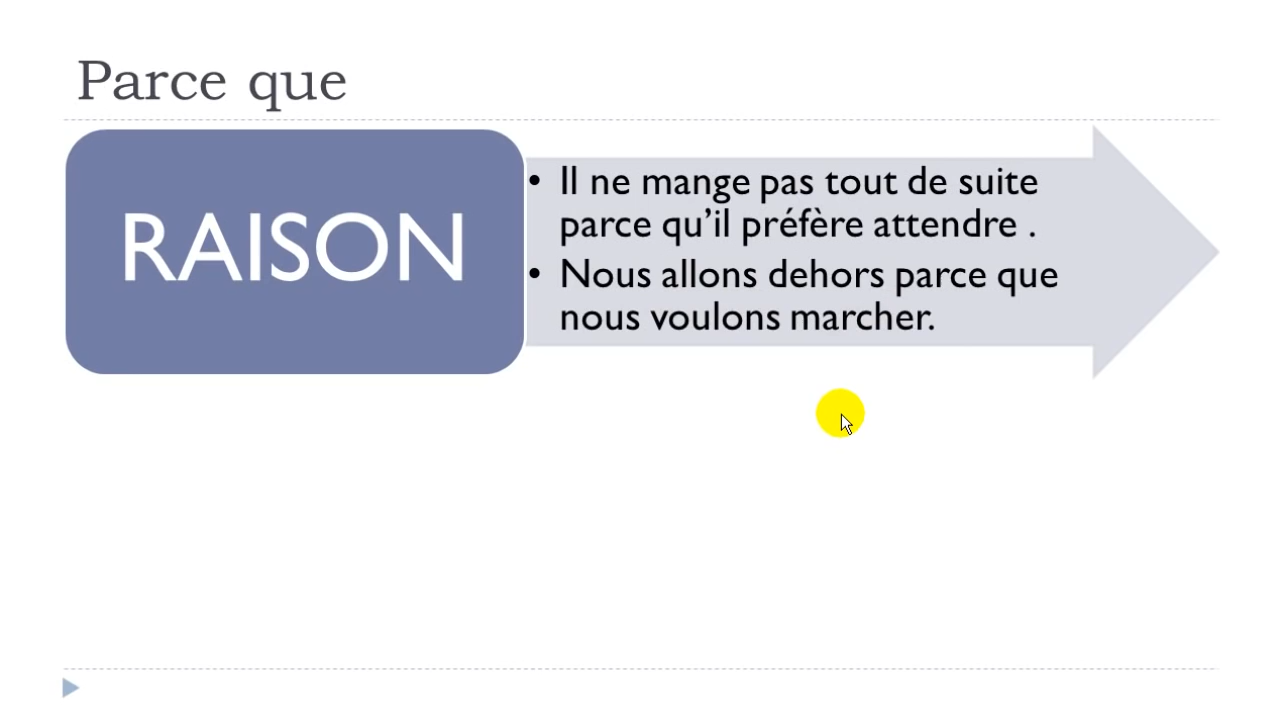 Parce que
RAISON
• Il ne mange pas tout de suite
parce qu’il préfère attendre .
• Nous allons dehors parce que
nous voulons marcher.